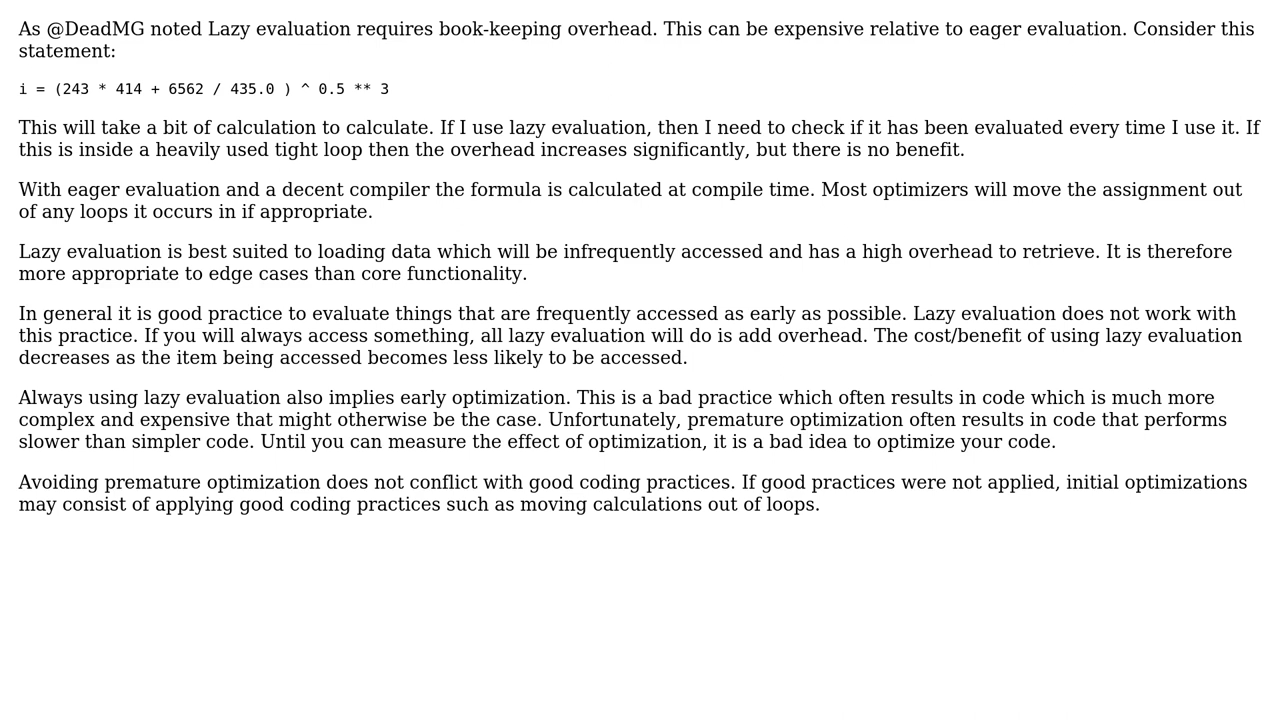 As @DeadMG noted Lazy evaluation requires book-keeping overhead. This can be expensive relative to eager evaluation. Consider this
statement:
i = (243 * 414 + 6562 / 435.0 ) ^ 0.5 ** 3
This will take a bit of calculation to calculate. If I use lazy evaluation, then I need to check if it has been evaluated every time I use it. If
this is inside a heavily used tight loop then the overhead increases significantly, but there is no benefit.
With eager evaluation and a decent compiler the formula is calculated at compile time. Most optimizers will move the assignment out
of any loops it occurs in if appropriate.
Lazy evaluation is best suited to loading data which will be infrequently accessed and has a high overhead to retrieve. It is therefore
more appropriate to edge cases than core functionality.
In general it is good practice to evaluate things that are frequently accessed as early as possible. Lazy evaluation does not work with
this practice. If you will always access something, all lazy evaluation will do is add overhead. The cost/benefit of using lazy evaluation
decreases as the item being accessed becomes less likely to be accessed.
Always using lazy evaluation also implies early optimization. This is a bad practice which often results in code which is much more
complex and expensive that might otherwise be the case. Unfortunately, premature optimization often results in code that performs
slower than simpler code. Until you can measure the effect of optimization, it is a bad idea to optimize your code.
Avoiding premature optimization does not conflict with good coding practices. If good practices were not applied, initial optimizations
may consist of applying good coding practices such as moving calculations out of loops.